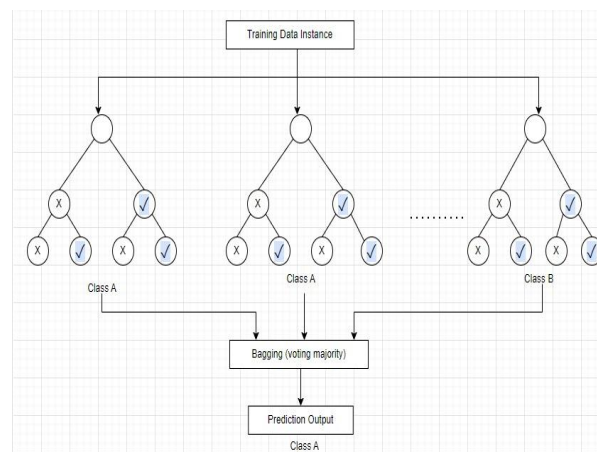 Training Data Instance
X
X
X
X
X
X
..........
X
X
X
Class A
Class A
Class B
Bagging (voting majority)
Prediction Output
Class A